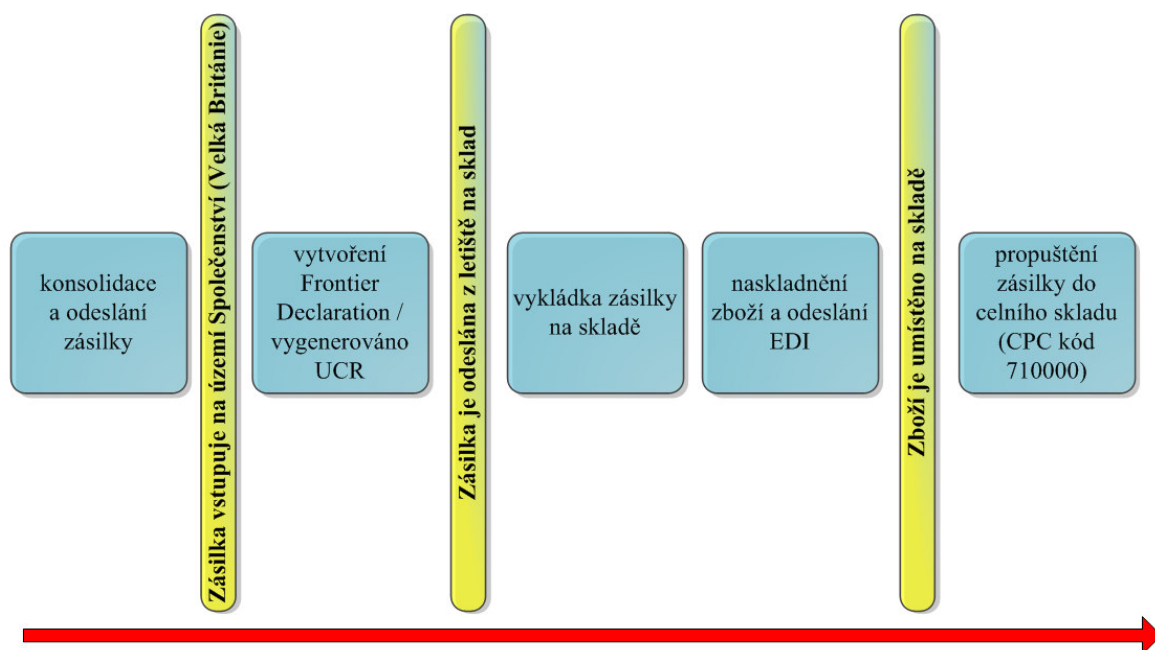 konsolidace
a odeslání
zásilky
Zásilka vstupuje na území Společenství (Velká Británie)
vytvoření
Frontier
Declaration /
vygenerováno
UCR
Zásilka je odeslána z letiště na sklad
vykládka zásilky
na skladě
naskladnění
zboží a odeslání
EDI
Zboží je umístěno na skladě
propuštění
zásilky do
celního skladu
(CPC kód
710000)